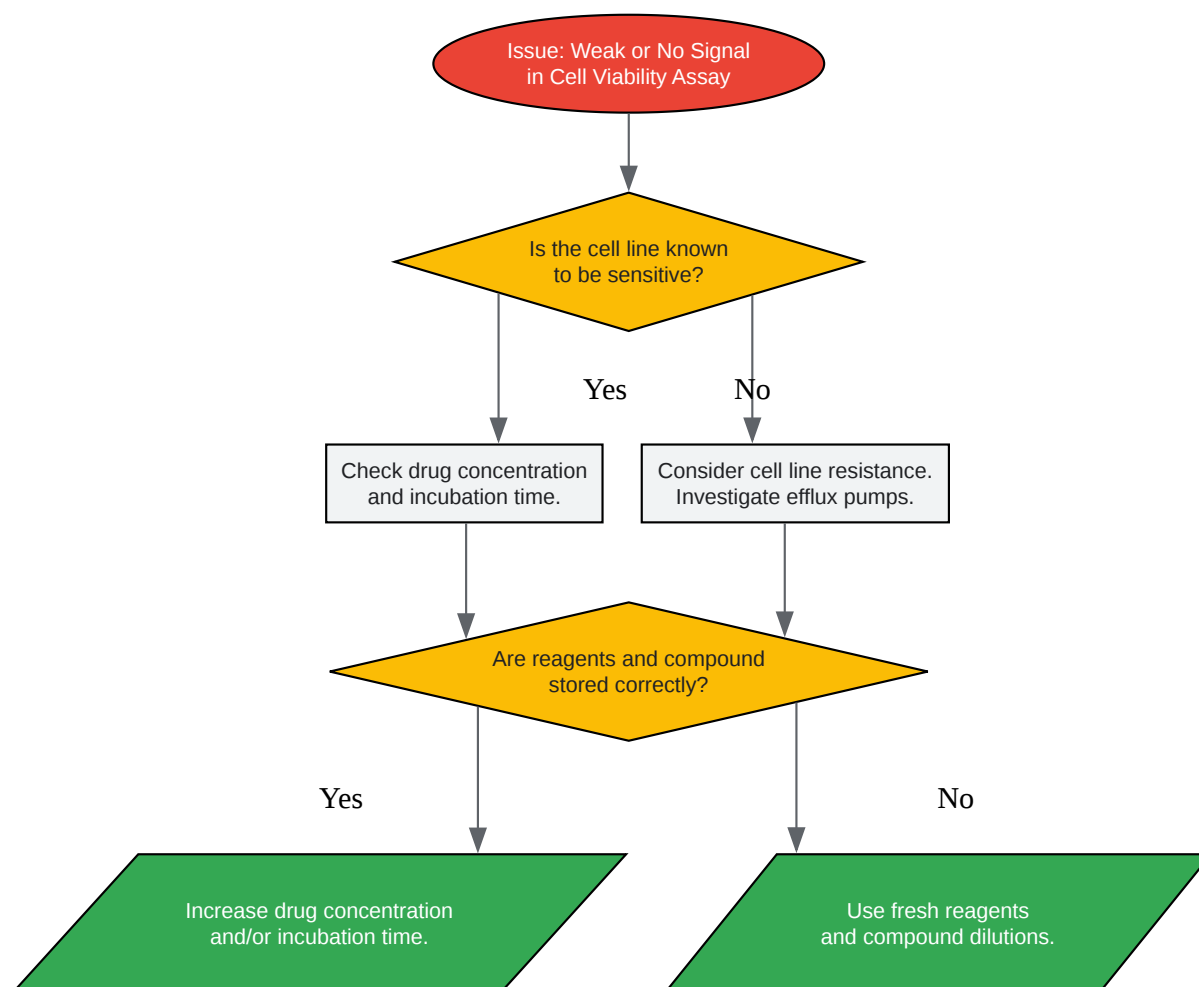 Issue: Weak or No Signal
in Cell Viability Assay
Is the cell line known
to be sensitive?
Yes
No
Check drug concentration
and incubation time.
Consider cell line resistance.
Investigate efflux pumps.
Are reagents and compound
stored correctly?
Yes
No
Increase drug concentration
and/or incubation time.
Use fresh reagents
and compound dilutions.